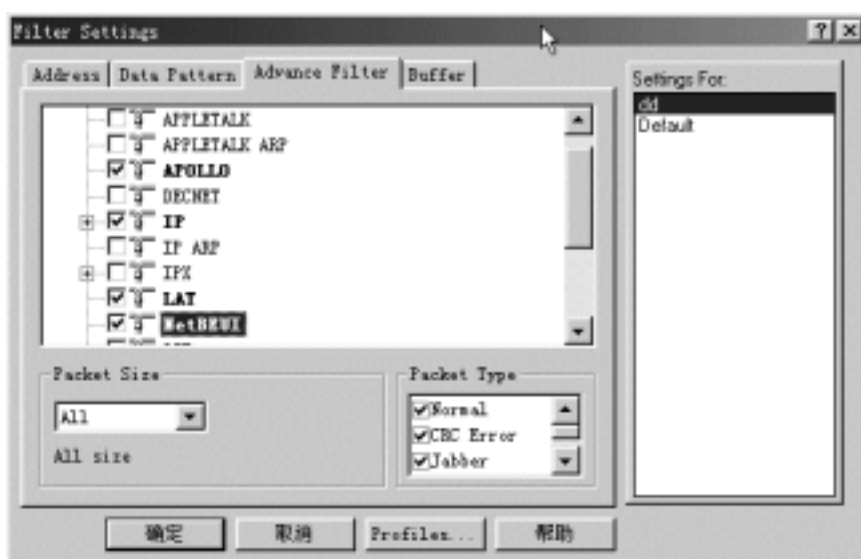 Filter Settings
Address Data Pattern Advance Filter Buffer
APPLETALK
APPLETALK ARP
APOLLO
DECNET
IP
IP ARP
IPX
LAT
NetBEUI
Packet Size
All
All size
Packet Type
Normal
CRC Error
Jabber
Settings For:
dd
Default
确定 取消 Profiles... 帮助